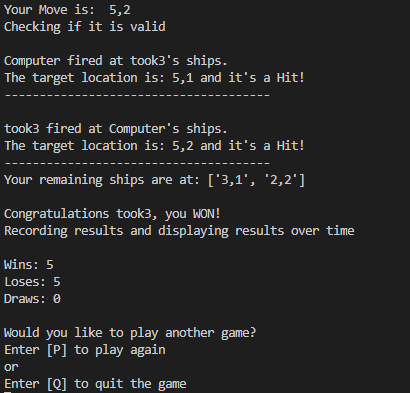 Your Move is:  5,2
Checking if it is valid
Computer fired at took3's ships.
The target location is: 5,1 and it's a Hit!
--------------------------------------
took3 fired at Computer's ships.
The target location is: 5,2 and it's a Hit!
--------------------------------------
Your remaining ships are at: ['3,1', '2,2']
Congratulations took3, you WON!
Recording results and displaying results over time
Wins: 5
Loses: 5
Draws: 0
Would you like to play another game?
Enter [P] to play again
or
Enter [Q] to quit the game